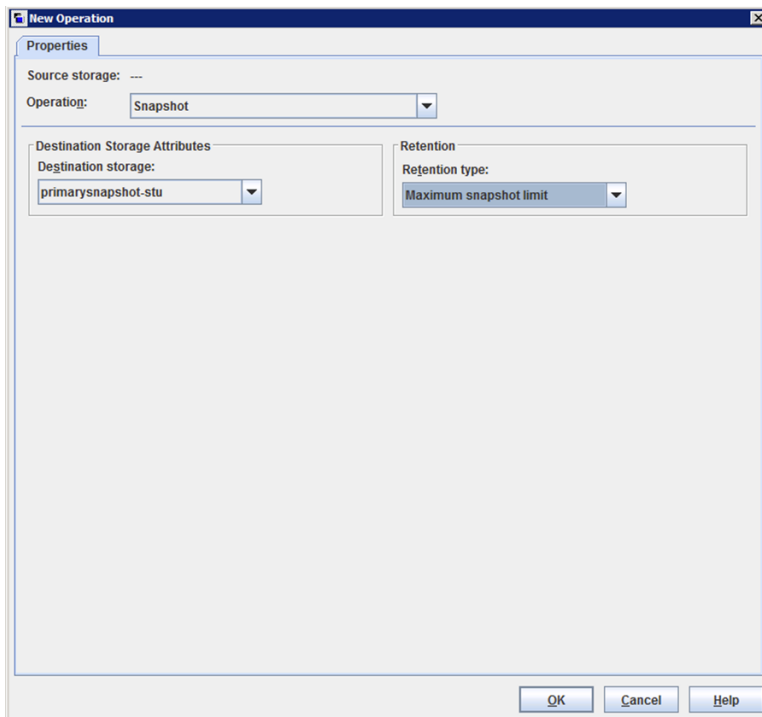 New Operation
Properties
Source storage: ---
Operation: Snapshot
Destination Storage Attributes
Destination storage:
primarysnapshot-stu
Retention
Retention type:
Maximum snapshot limit
OK Cancel Help